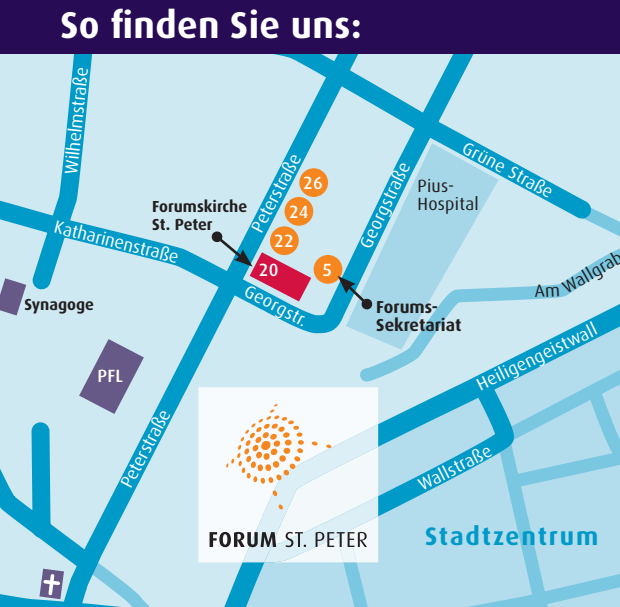 So finden Sie uns:
Wilhelmstraße
Grüne Straße
Peterstraße
Georgstraße
Pius-
Hospital
26
24
22
20
5
Forumskirche
St. Peter
Katharinenstraße
Georgstr.
Am Wallgrab
Synagoge
Forums-
Sekretariat
PFL
Heiligengeistwall
Peterstraße
Wallstraße
FORUM ST. PETER
Stadtzentrum